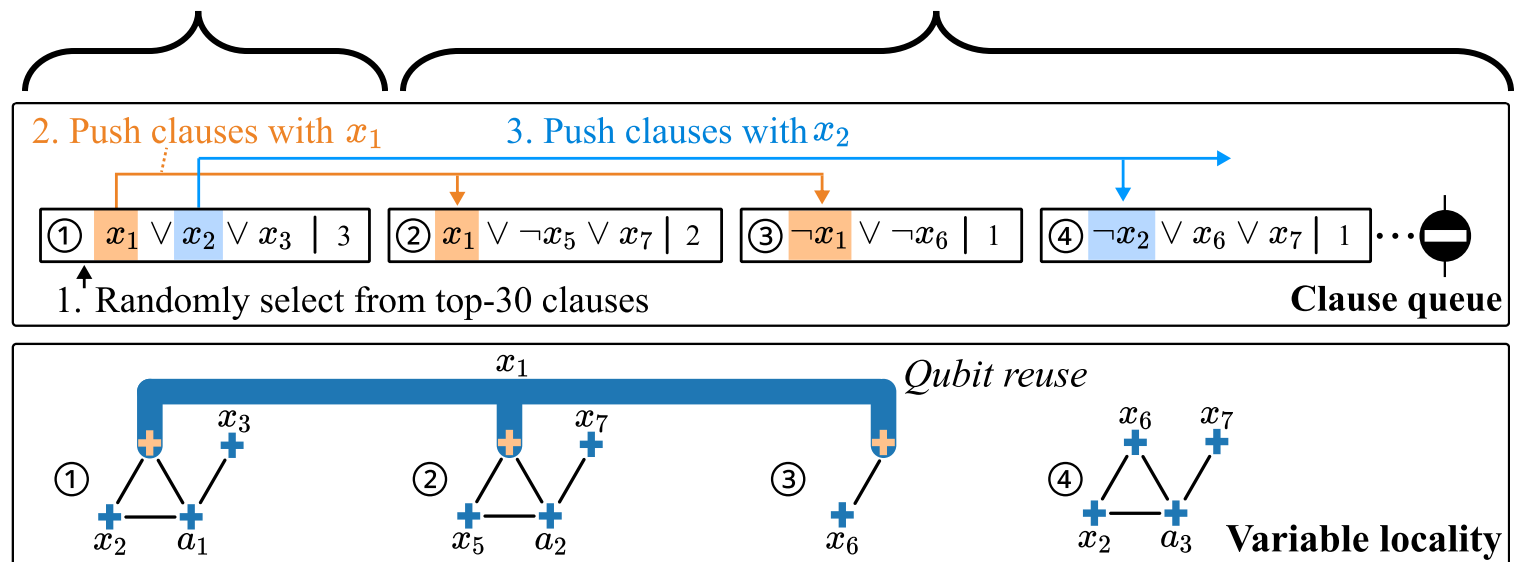 2. Push clauses with x₁
3. Push clauses with x₂
① x₁ ∨ x₂ ∨ x₃ | 3
② x₁ ∨ ¬x₅ ∨ x₇ | 2
③ ¬x₁ ∨ ¬x₆ | 1
④ ¬x₂ ∨ x₆ ∨ x₇ | 1 ···
1. Randomly select from top-30 clauses
Clause queue
x₁
Qubit reuse
x₃
x₇
x₆
x₇
①
②
③
④
x₂
a₁
x₅
a₂
x₆
x₂
a₃
Variable locality